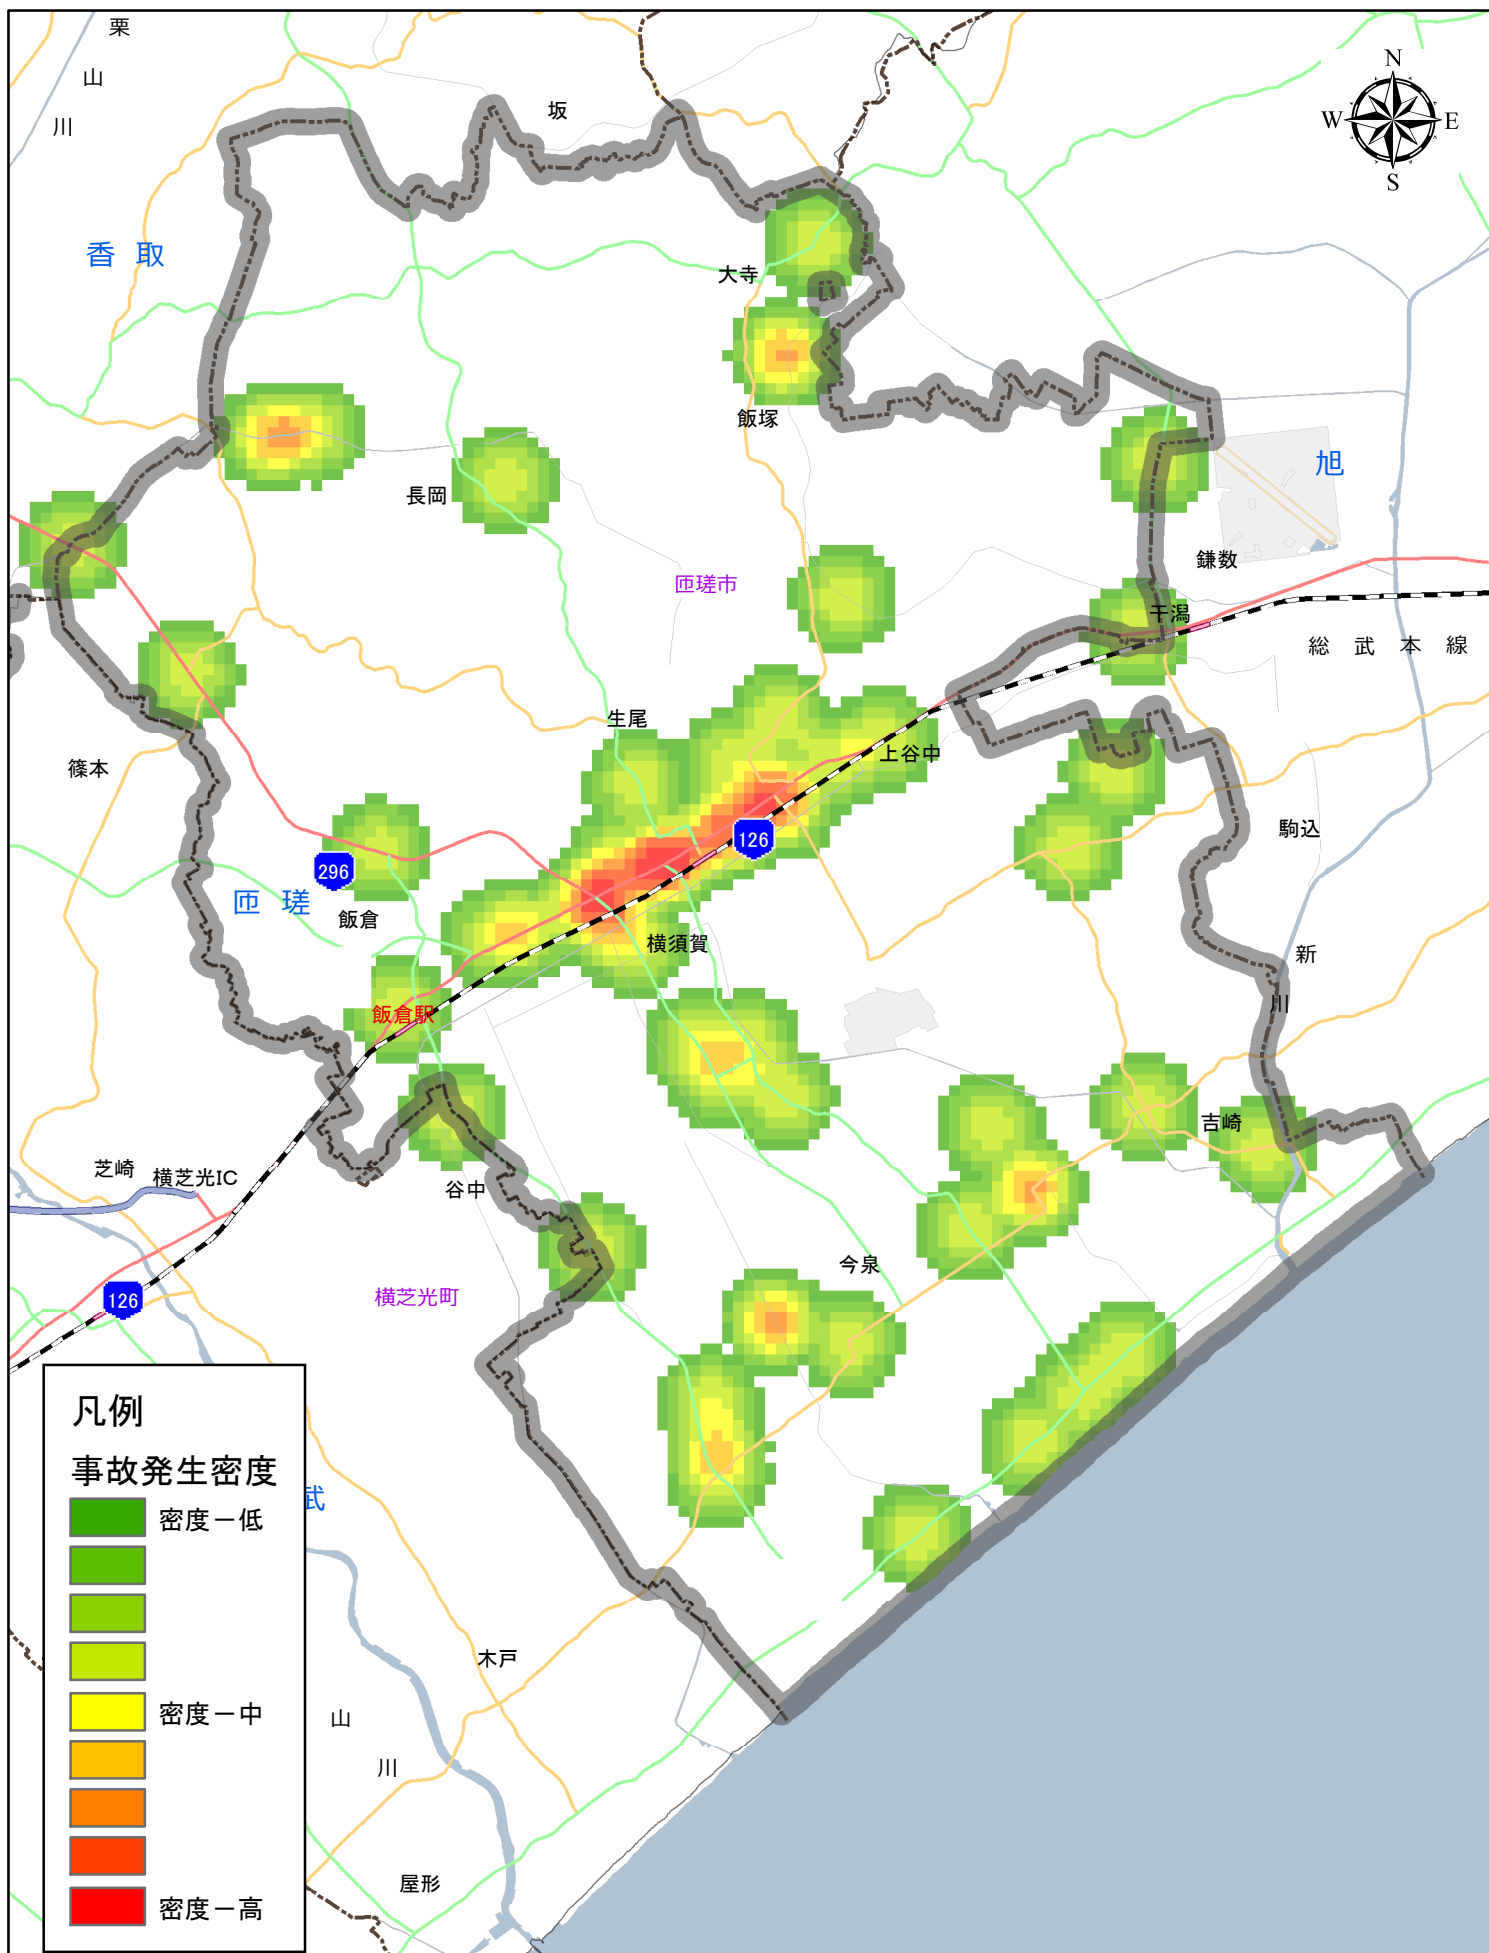 栗
山
川
坂
N
W
E
S
香 取
大寺
飯塚
旭
長岡
鎌数
匝瑳市
干潟
総 武 本 線
生尾
上谷中
篠本
駒込
126
296
匝 瑳
飯倉
横須賀
新
川
飯倉駅
吉崎
芝崎
横芝光IC
谷中
今泉
横芝光町
126
凡例
事故発生密度
武
密度－低
密度－中
密度－高
木戸
山
川
屋形